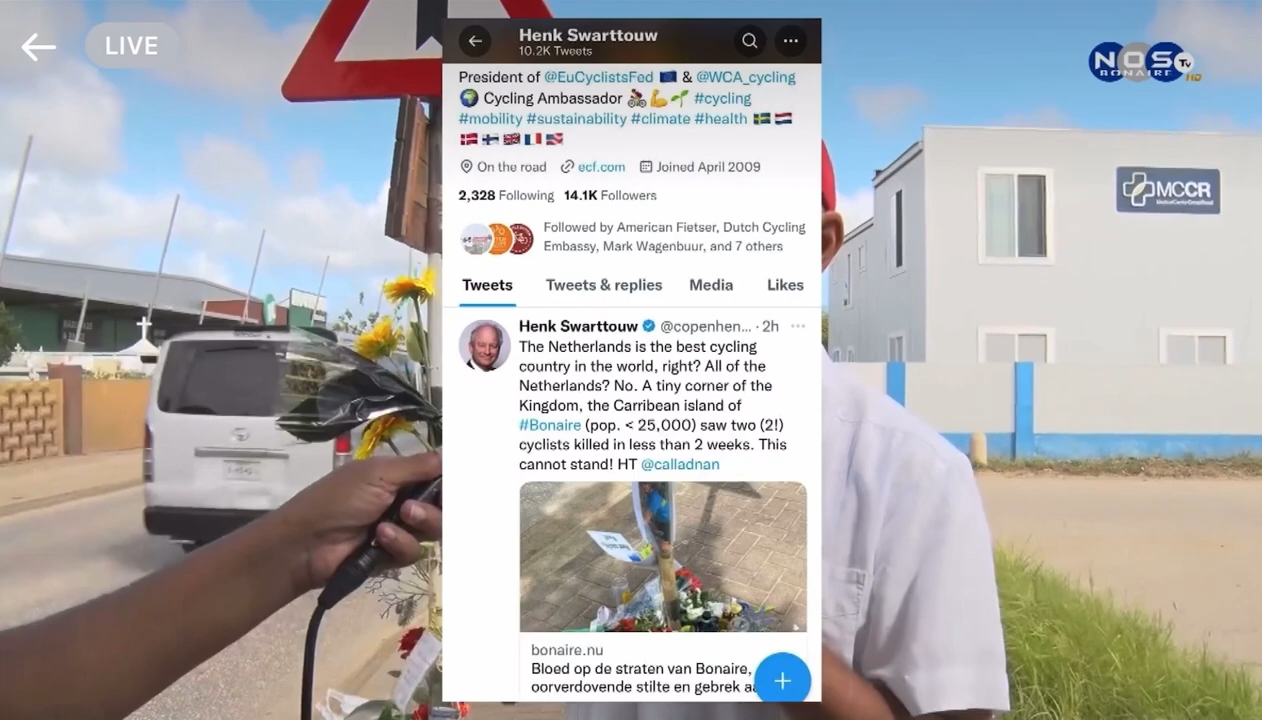 LIVE
Henk Swarttouw
10.2K Tweets
NOS TV
BONAIRE HD
President of @EuCyclistsFed 🇪🇺 & @WCA_cycling
🌍 Cycling Ambassador 🚴💪🌱 #cycling
#mobility #sustainability #climate #health 🇸🇪 🇳🇱
🇩🇰 🇫🇮 🇬🇧 🇫🇷
On the road ecf.com Joined April 2009
2,328 Following 14.1K Followers
Followed by American Fietser, Dutch Cycling
Embassy, Mark Wagenbuur, and 7 others
MCCR
Tweets Tweets & replies Media Likes
Henk Swarttouw @copenhen... · 2h
The Netherlands is the best cycling
country in the world, right? All of the
Netherlands? No. A tiny corner of the
Kingdom, the Carribean island of
#Bonaire (pop. < 25,000) saw two (2!)
cyclists killed in less than 2 weeks. This
cannot stand! HT @calladnan
bonaire.nu
Bloed op de straten van Bonaire,
oorverdovende stilte en gebrek